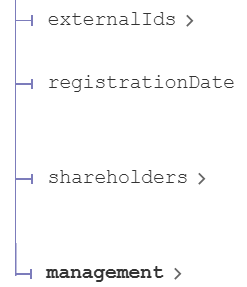 externalIds >
registrationDate
shareholders >
management >